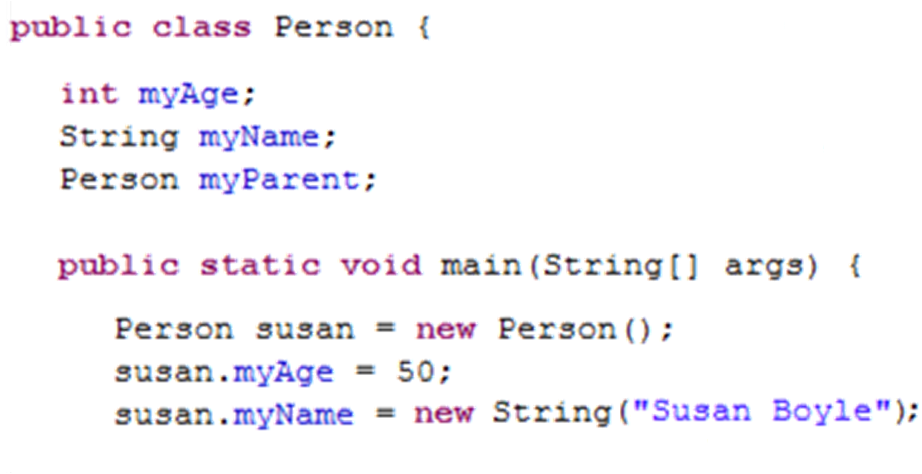 public class Person {
int myAge;
String myName;
Person myParent;
public static void main(String[] args) {
Person susan = new Person();
susan.myAge = 50;
susan.myName = new String("Susan Boyle");